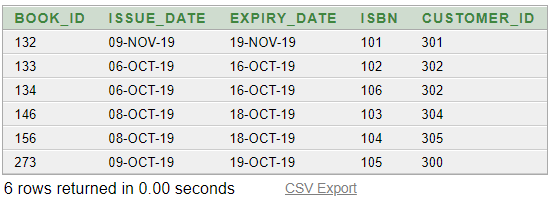 BOOK_ID ISSUE_DATE EXPIRY_DATE ISBN CUSTOMER_ID
132 09-NOV-19 19-NOV-19 101 301
133 06-OCT-19 16-OCT-19 102 302
134 06-OCT-19 16-OCT-19 106 302
146 08-OCT-19 18-OCT-19 103 304
156 08-OCT-19 18-OCT-19 104 305
273 09-OCT-19 19-OCT-19 105 300
6 rows returned in 0.00 seconds CSV Export